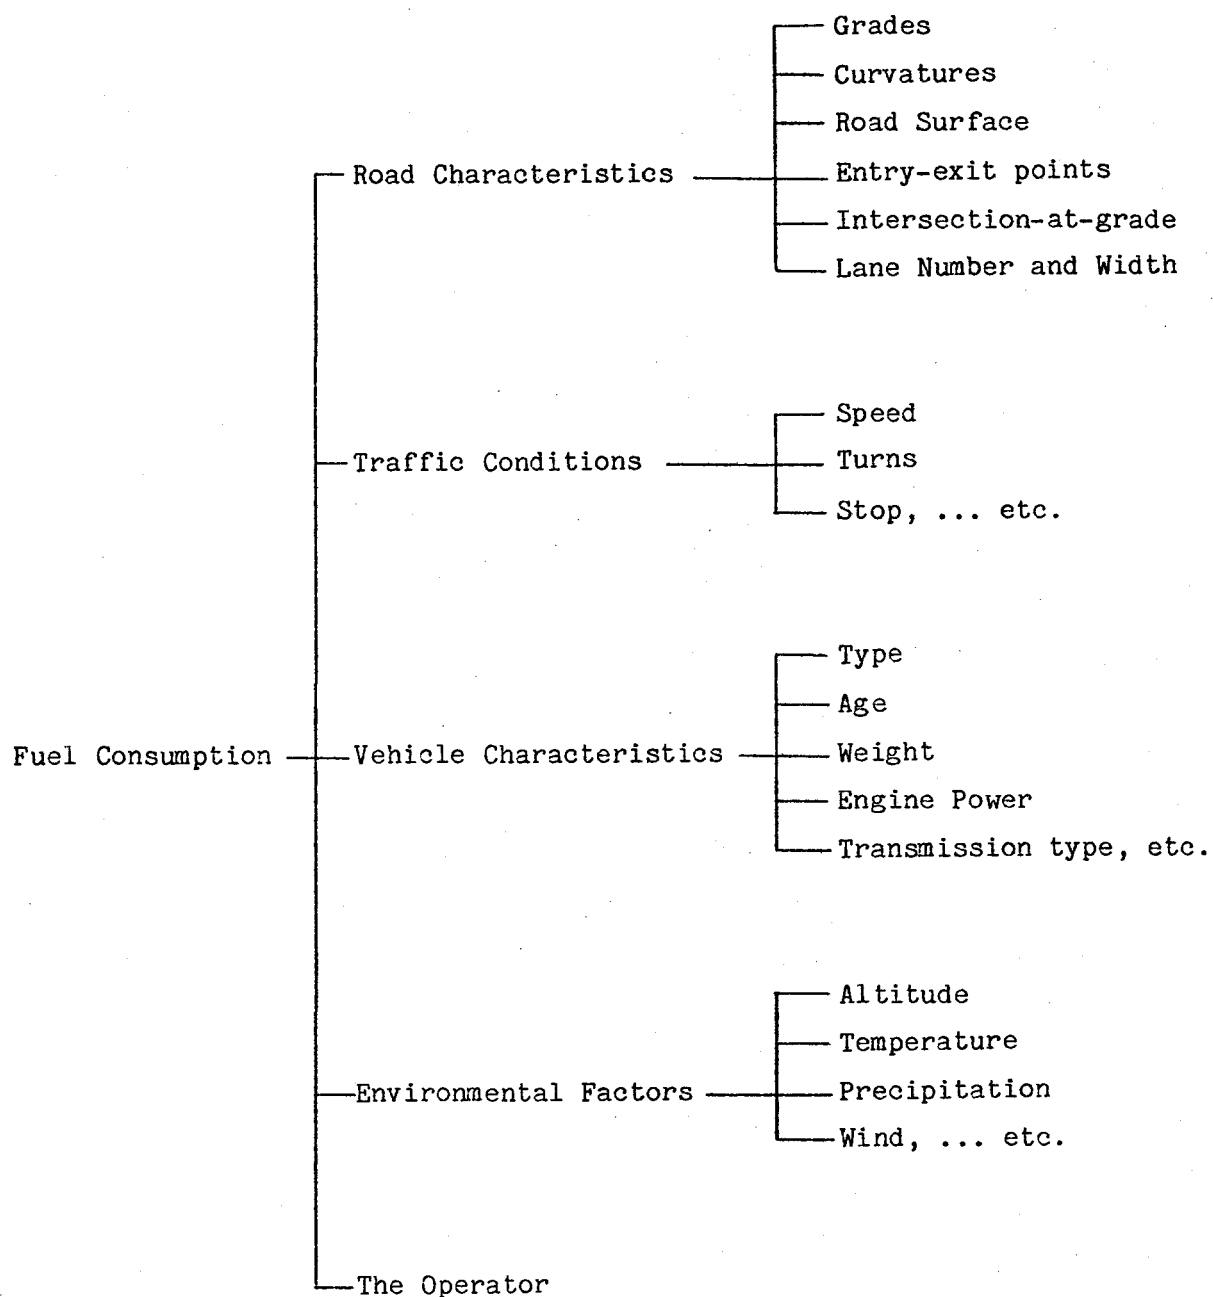 Grades
Curvatures
Road Surface
Road Characteristics
Entry-exit points
Intersection-at-grade
Lane Number and Width
Speed
Traffic Conditions
Turns
Stop, ... etc.
Type
Age
Fuel Consumption
Vehicle Characteristics
Weight
Engine Power
Transmission type, etc.
Altitude
Temperature
Environmental Factors
Precipitation
Wind, ... etc.
The Operator